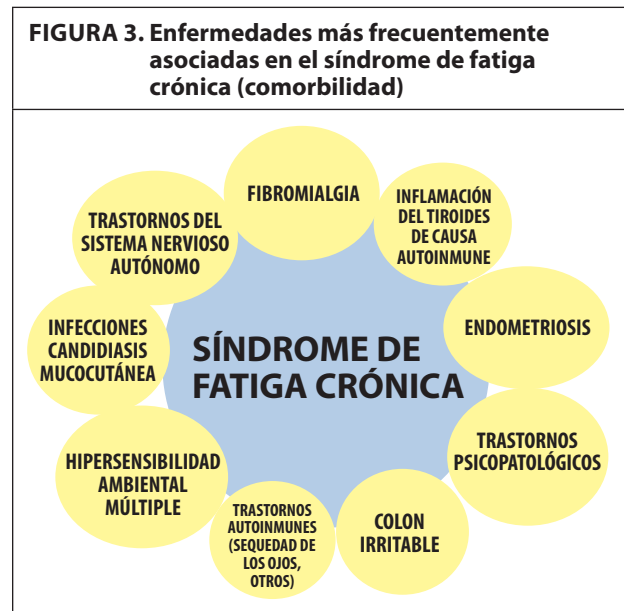 FIGURA 3. Enfermedades más frecuentemente
asociadas en el síndrome de fatiga
crónica (comorbilidad)
FIBROMIALGIA
INFLAMACIÓN
DEL TIROIDES
DE CAUSA
AUTOINMUNE
ENDOMETRIOSIS
TRASTORNOS
PSICOPATOLÓGICOS
COLON
IRRITABLE
TRASTORNOS
AUTOINMUNES
(SEQUEDAD DE
LOS OJOS,
OTROS)
HIPERSENSIBILIDAD
AMBIENTAL
MÚLTIPLE
INFECCIONES
CANDIDIASIS
MUCOCUTÁNEA
TRASTORNOS DEL
SISTEMA NERVIOSO
AUTÓNOMO
SÍNDROME DE
FATIGA CRÓNICA